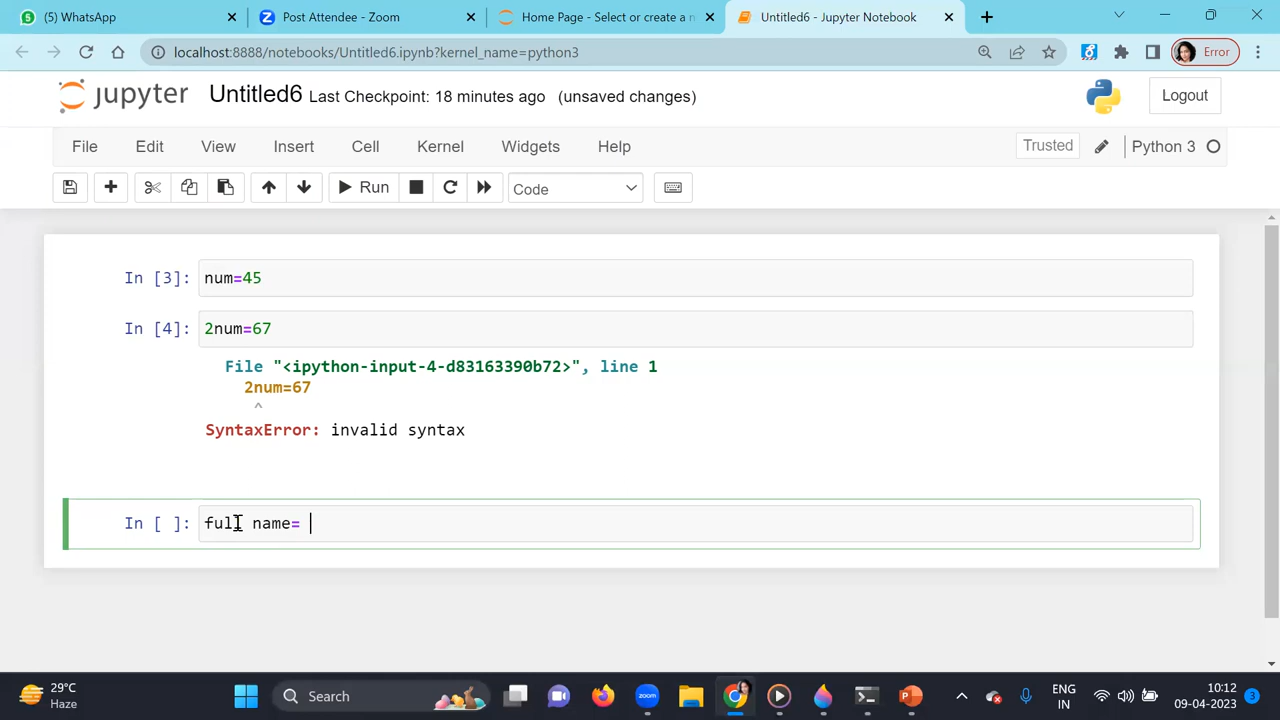 (5) WhatsApp
Post Attendee - Zoom
Home Page - Select or create a n
Untitled6 - Jupyter Notebook
localhost:8888/notebooks/Untitled6.ipynb?kernel_name=python3
Error
jupyter Untitled6 Last Checkpoint: 18 minutes ago (unsaved changes)
Logout
File Edit View Insert Cell Kernel Widgets Help
Trusted
Python 3
Run
Code
In [3]: num=45
In [4]: 2num=67
File "<ipython-input-4-d83163390b72>", line 1
2num=67
^
SyntaxError: invalid syntax
In [ ]: full name=
29°C
Haze
Search
zoom
ENG
IN
10:12
09-04-2023
3